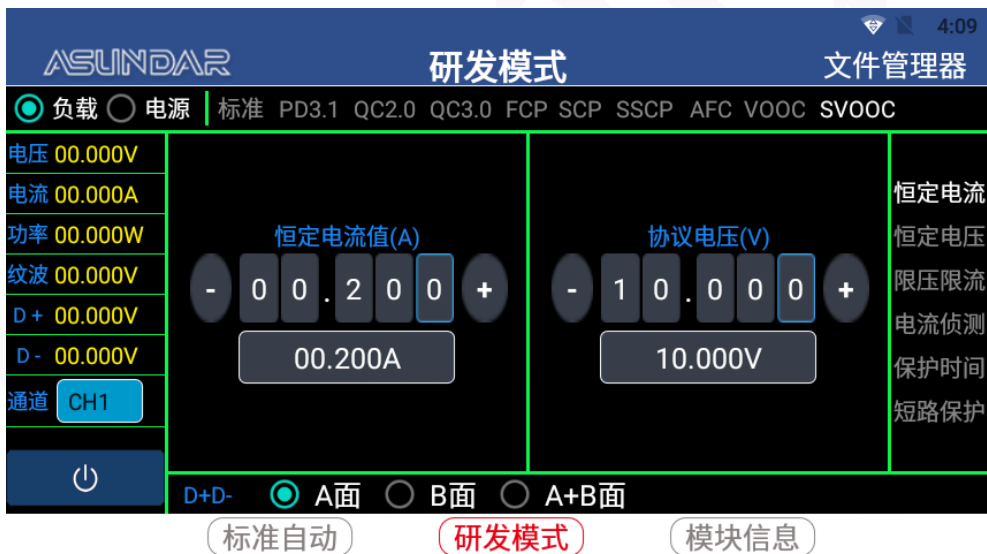 4:09
ASUNDAR 研发模式 文件管理器
负载 电源 标准 PD3.1 QC2.0 QC3.0 FCP SCP SSCP AFC VOOC SVOOC
电压 00.000V
电流 00.000A
功率 00.000W
纹波 00.000V
D+ 00.000V
D- 00.000V
通道 CH1
恒定电流值(A)
- 0 0 . 2 0 0 +
00.200A
协议电压(V)
- 1 0 . 0 0 0 +
10.000V
恒定电流
恒定电压
限压限流
电流侦测
保护时间
短路保护
D+D- A面 B面 A+B面
标准自动 研发模式 模块信息